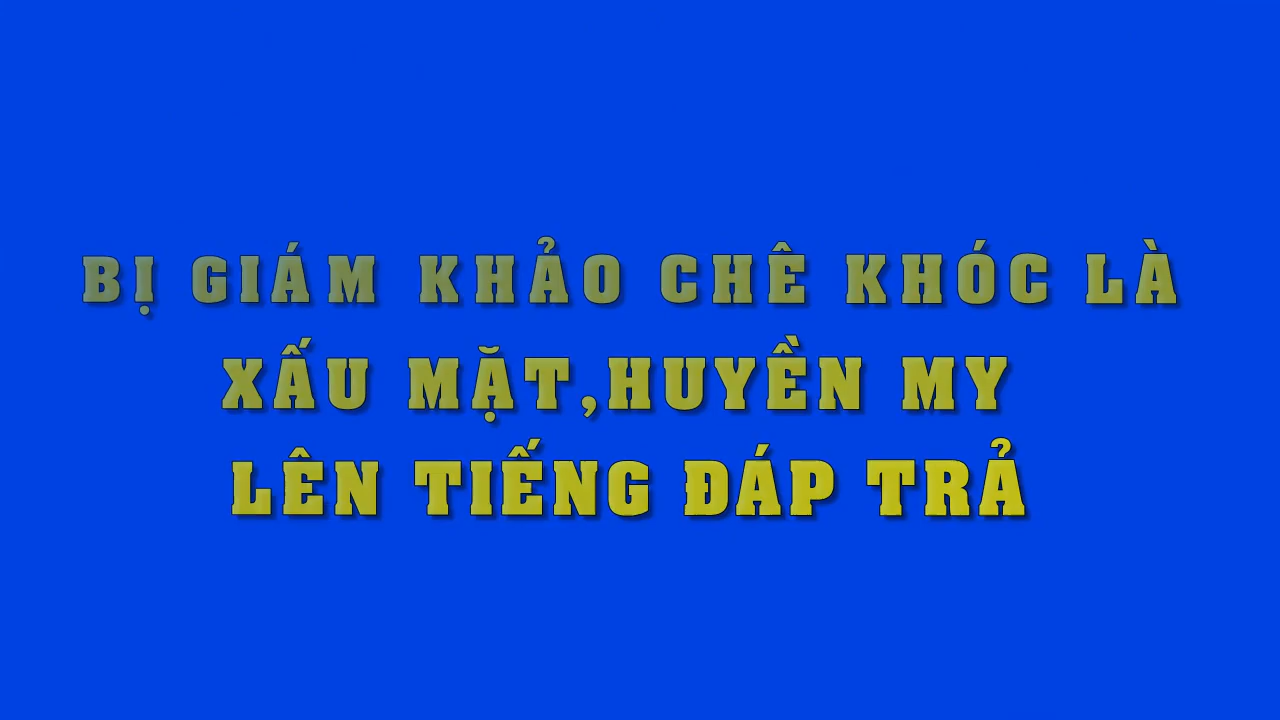 BỊ GIÁM KHẢO CHÊ KHÓC LÀ
XẤU MẶT,HUYỀN MY
LÊN TIẾNG ĐÁP TRẢ